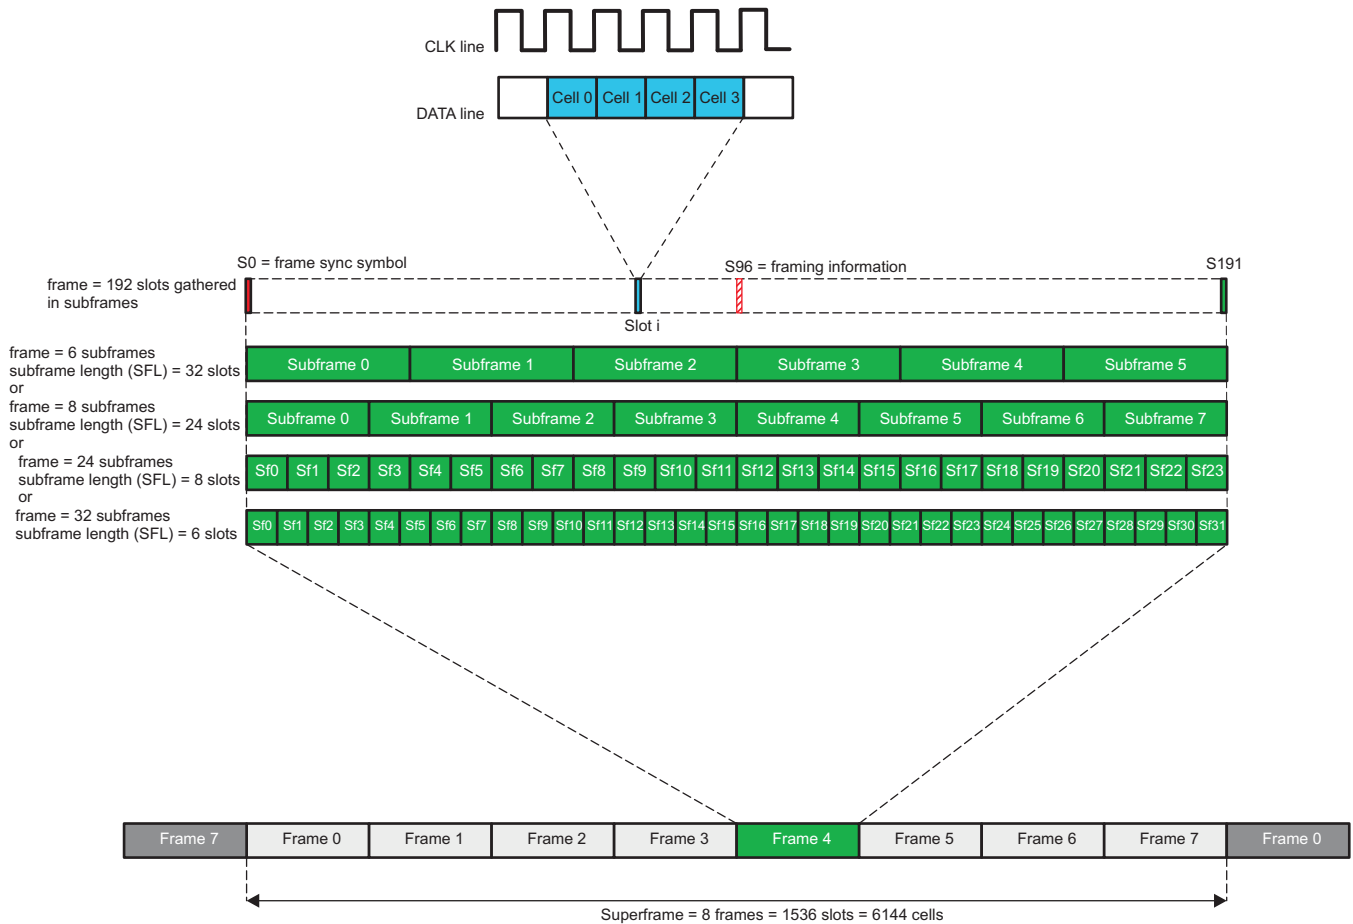 CLK line
DATA line
Cell 0 Cell 1 Cell 2 Cell 3
S0 = frame sync symbol
S96 = framing information
S191
frame = 192 slots gathered
in subframes
Slot i
frame = 6 subframes
subframe length (SFL) = 32 slots
Subframe 0 Subframe 1 Subframe 2 Subframe 3 Subframe 4 Subframe 5
or
frame = 8 subframes
subframe length (SFL) = 24 slots
Subframe 0 Subframe 1 Subframe 2 Subframe 3 Subframe 4 Subframe 5 Subframe 6 Subframe 7
or
frame = 24 subframes
subframe length (SFL) = 8 slots
Sf0 Sf1 Sf2 Sf3 Sf4 Sf5 Sf6 Sf7 Sf8 Sf9 Sf10 Sf11 Sf12 Sf13 Sf14 Sf15 Sf16 Sf17 Sf18 Sf19 Sf20 Sf21 Sf22 Sf23
or
frame = 32 subframes
subframe length (SFL) = 6 slots
Sf0 Sf1 Sf2 Sf3 Sf4 Sf5 Sf6 Sf7 Sf8 Sf9 Sf10 Sf11 Sf12 Sf13 Sf14 Sf15 Sf16 Sf17 Sf18 Sf19 Sf20 Sf21 Sf22 Sf23 Sf24 Sf25 Sf26 Sf27 Sf28 Sf29 Sf30 Sf31
Frame 7 Frame 0 Frame 1 Frame 2 Frame 3 Frame 4 Frame 5 Frame 6 Frame 7 Frame 0
Superframe = 8 frames = 1536 slots = 6144 cells